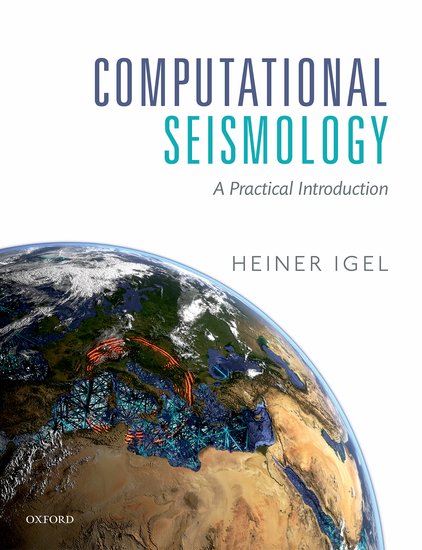 COMPUTATIONAL
SEISMOLOGY
A Practical Introduction
HEINER IGEL
OXFORD